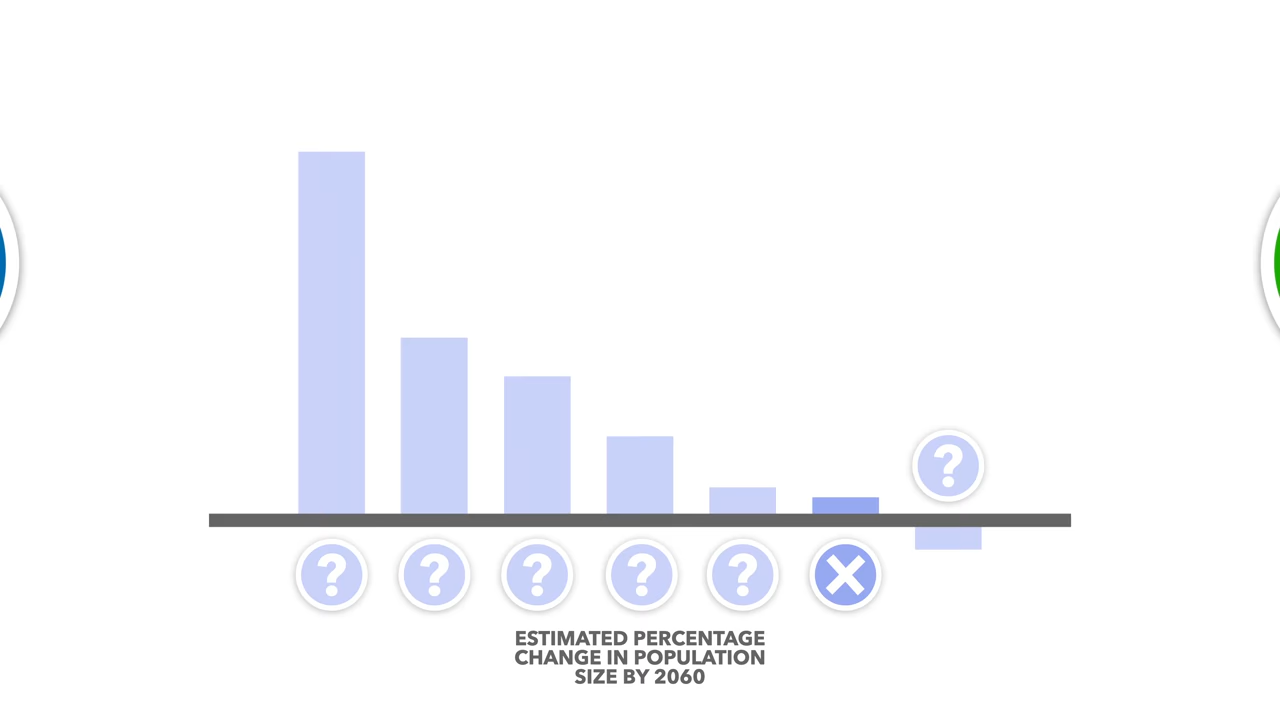 ? ? ? ? ? ?
ESTIMATED PERCENTAGE
CHANGE IN POPULATION
SIZE BY 2060